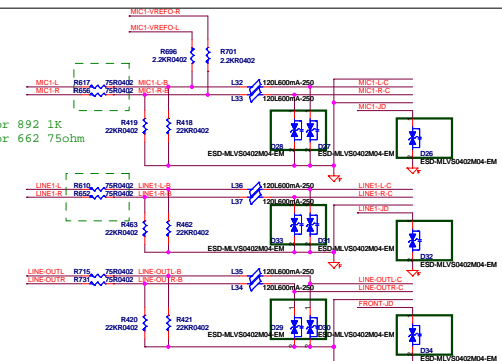 MIC1-VREFO-R
MIC1-VREFO-L
R696 R701
2.2KR0402 2.2KR0402
MIC1-L R617 75R0402 MIC1-L-B L32 120L600mA-250 MIC1-L-C
MIC1-R R656 75R0402 MIC1-R-B L33 120L600mA-250 MIC1-R-C
MIC1-JD
or 892 1K
or 662 75ohm
R419 R418
22KR0402 22KR0402
D28 D27 D26
ESD-MLVS0402M04-EM ESD-MLVS0402M04-EM ESD-MLVS0402M04-EM
LINE1-L R610 75R0402 LINE1-L-B L36 120L600mA-250 LINE1-L-C
LINE1-R R652 75R0402 LINE1-R-B L37 120L600mA-250 LINE1-R-C
LINE1-JD
R463 R462
22KR0402 22KR0402
D33 D31 D32
ESD-MLVS0402M04-EM ESD-MLVS0402M04-EM ESD-MLVS0402M04-EM
LINE-OUTL R715 75R0402 LINE-OUTL-B L35 120L600mA-250 LINE-OUTL-C
LINE-OUTR R731 75R0402 LINE-OUTR-B L34 120L600mA-250 LINE-OUTR-C
FRONT-JD
R420 R421
22KR0402 22KR0402
D29 D30 D34
ESD-MLVS0402M04-EM ESD-MLVS0402M04-EM ESD-MLVS0402M04-EM